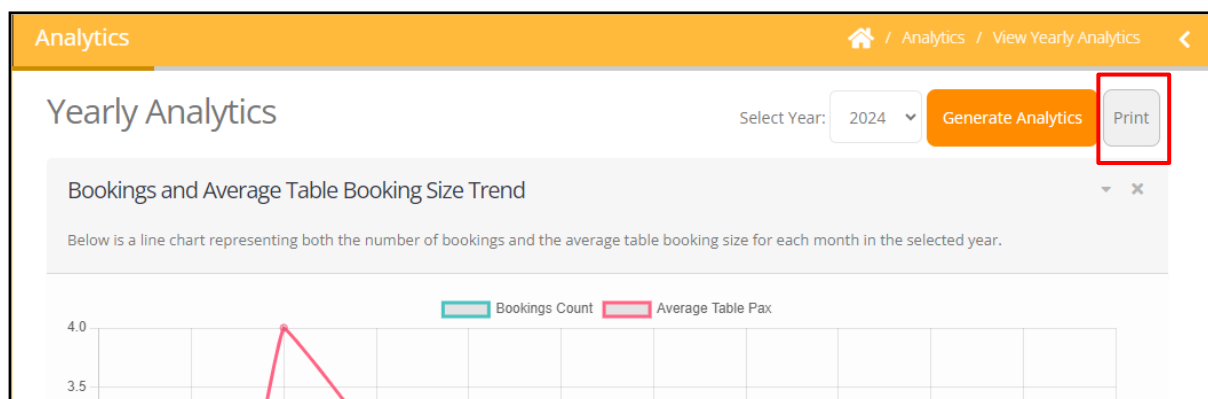 Analytics
/ Analytics / View Yearly Analytics
Yearly Analytics
Select Year: 2024 Generate Analytics Print
Bookings and Average Table Booking Size Trend
Below is a line chart representing both the number of bookings and the average table booking size for each month in the selected year.
Bookings Count Average Table Pax
4.0
3.5